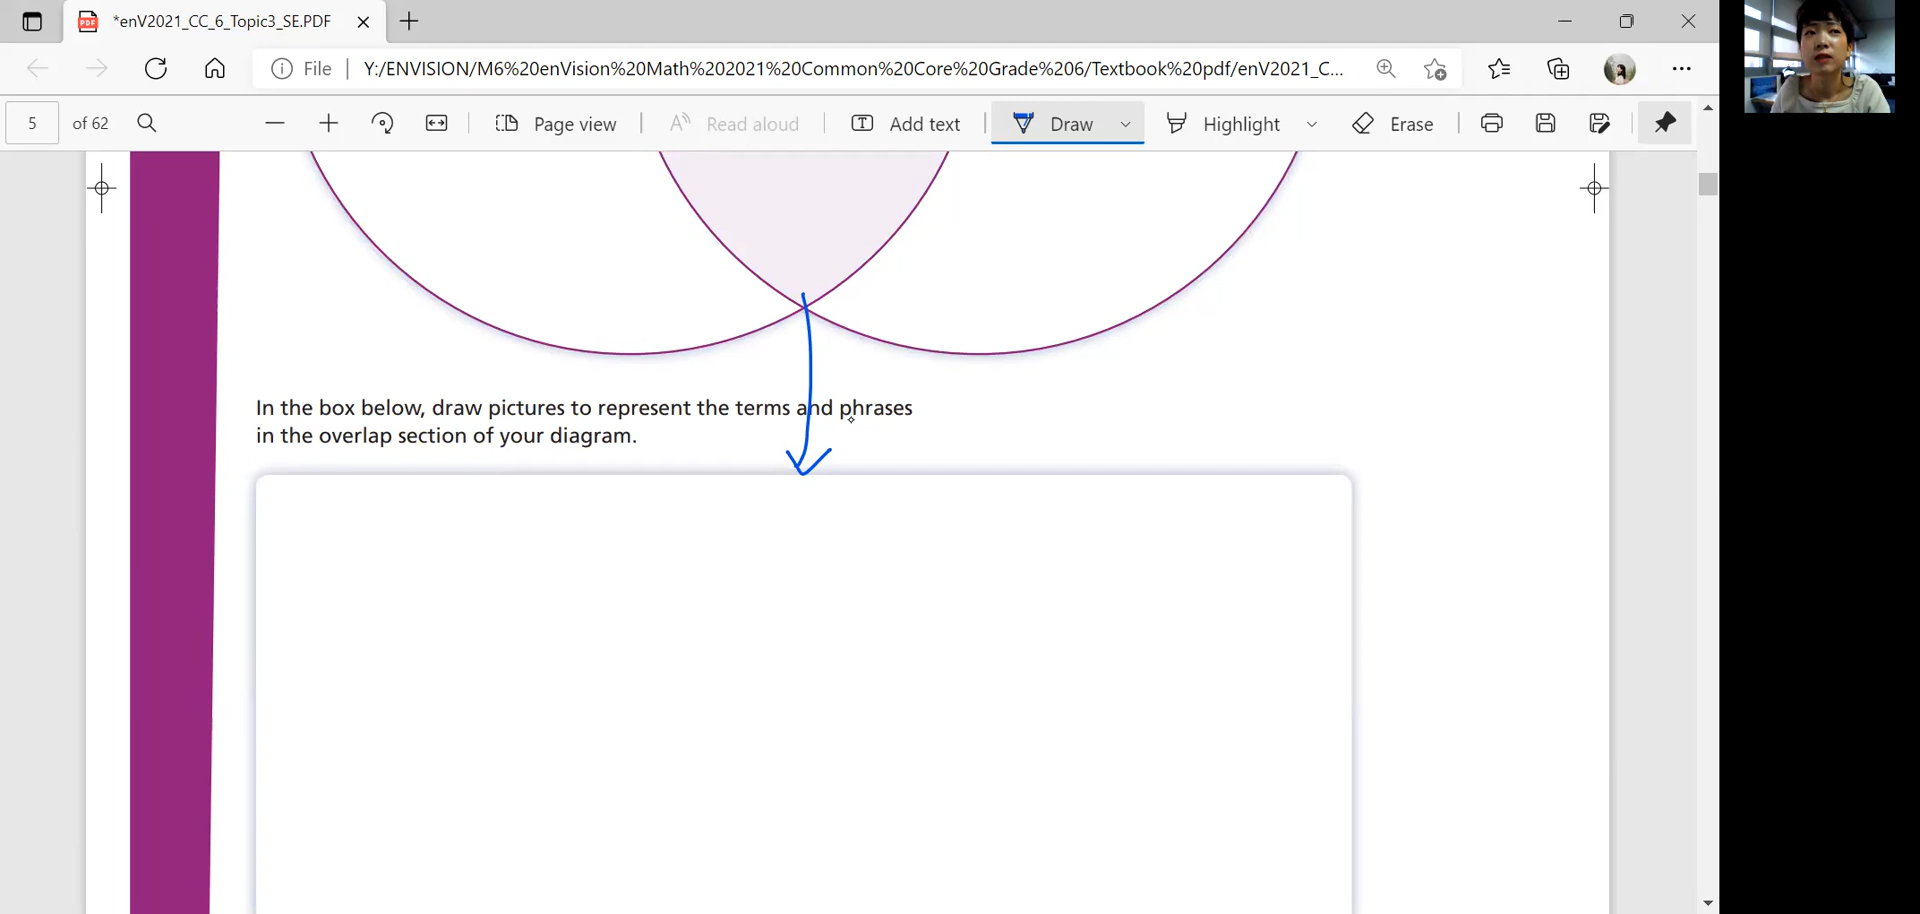 *enV2021_CC_6_Topic3_SE.PDF
File Y:/ENVISION/M6%20enVision%20Math%202021%20Common%20Core%20Grade%206/Textbook%20pdf/enV2021_C...
5 of 62 Page view Read aloud Add text Draw Highlight Erase
In the box below, draw pictures to represent the terms and phrases
in the overlap section of your diagram.